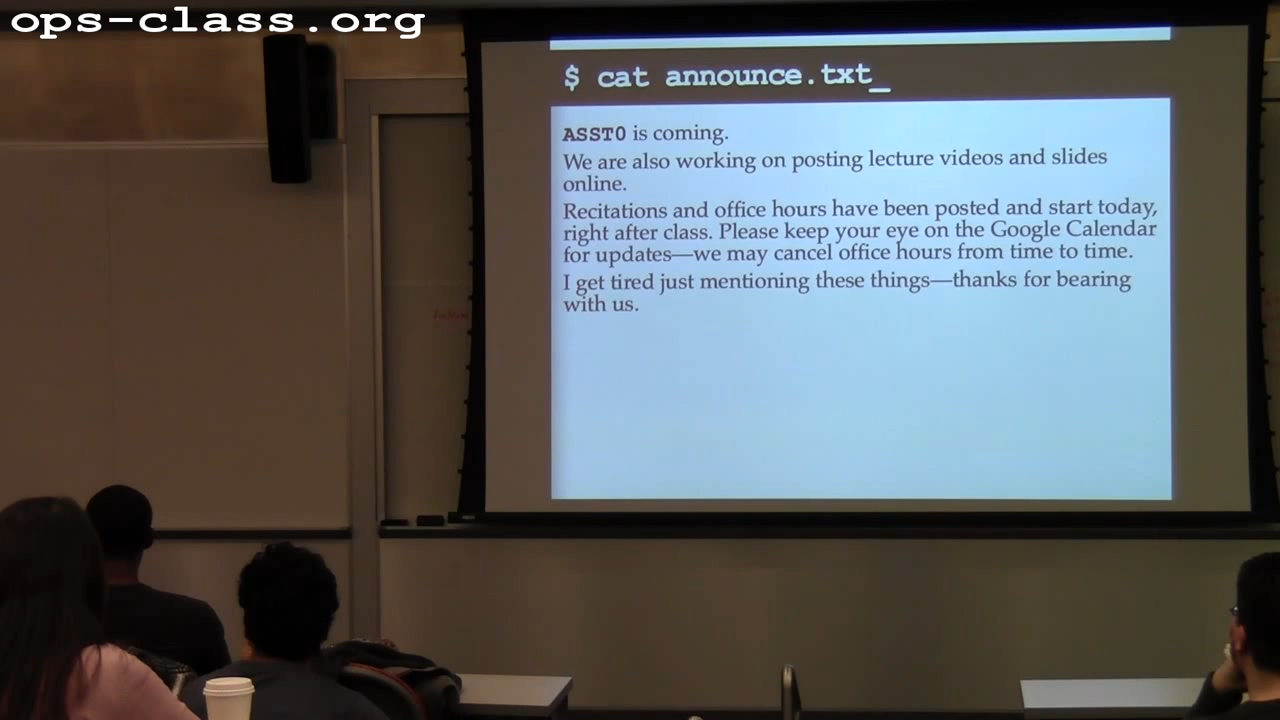 ops-class.org
$ cat announce.txt_
ASST0 is coming.
We are also working on posting lecture videos and slides
online.
Recitations and office hours have been posted and start today,
right after class. Please keep your eye on the Google Calendar
for updates—we may cancel office hours from time to time.
I get tired just mentioning these things—thanks for bearing
with us.